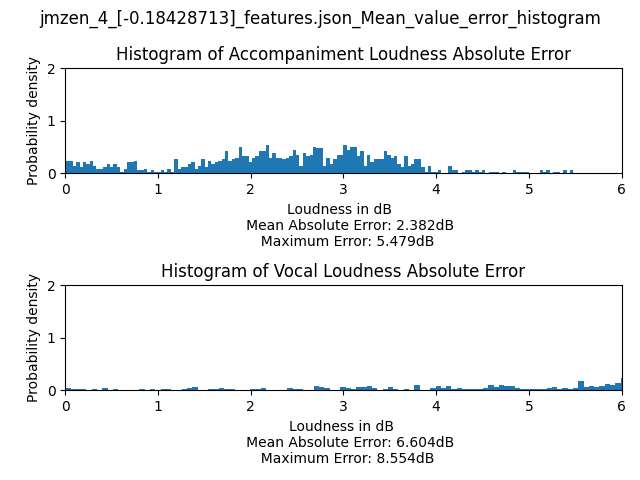 jmzen_4_[-0.18428713]_features.json_Mean_value_error_histogram
Histogram of Accompaniment Loudness Absolute Error
Probability density
2
1
0
0 1 2 3 4 5 6
Loudness in dB
Mean Absolute Error: 2.382dB
Maximum Error: 5.479dB
Histogram of Vocal Loudness Absolute Error
Probability density
2
1
0
0 1 2 3 4 5 6
Loudness in dB
Mean Absolute Error: 6.604dB
Maximum Error: 8.554dB